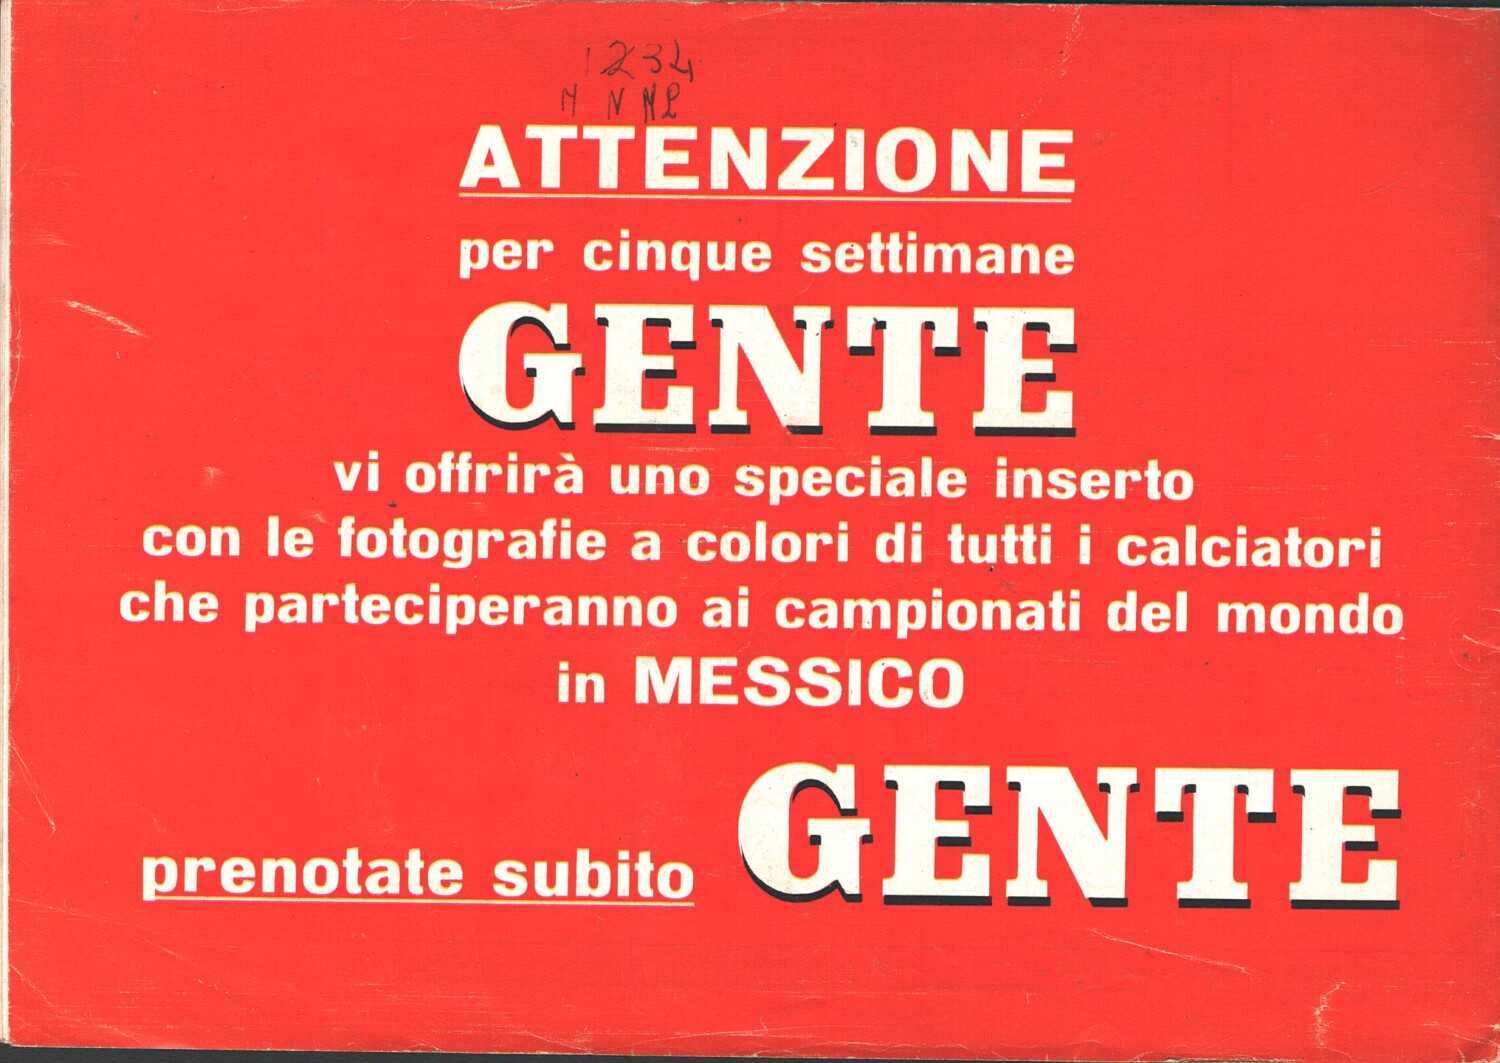 1234
N N N P
ATTENZIONE
per cinque settimane
GENTE
vi offrirà uno speciale inserto
con le fotografie a colori di tutti i calciatori
che parteciperanno ai campionati del mondo
in MESSICO
prenotate subito GENTE